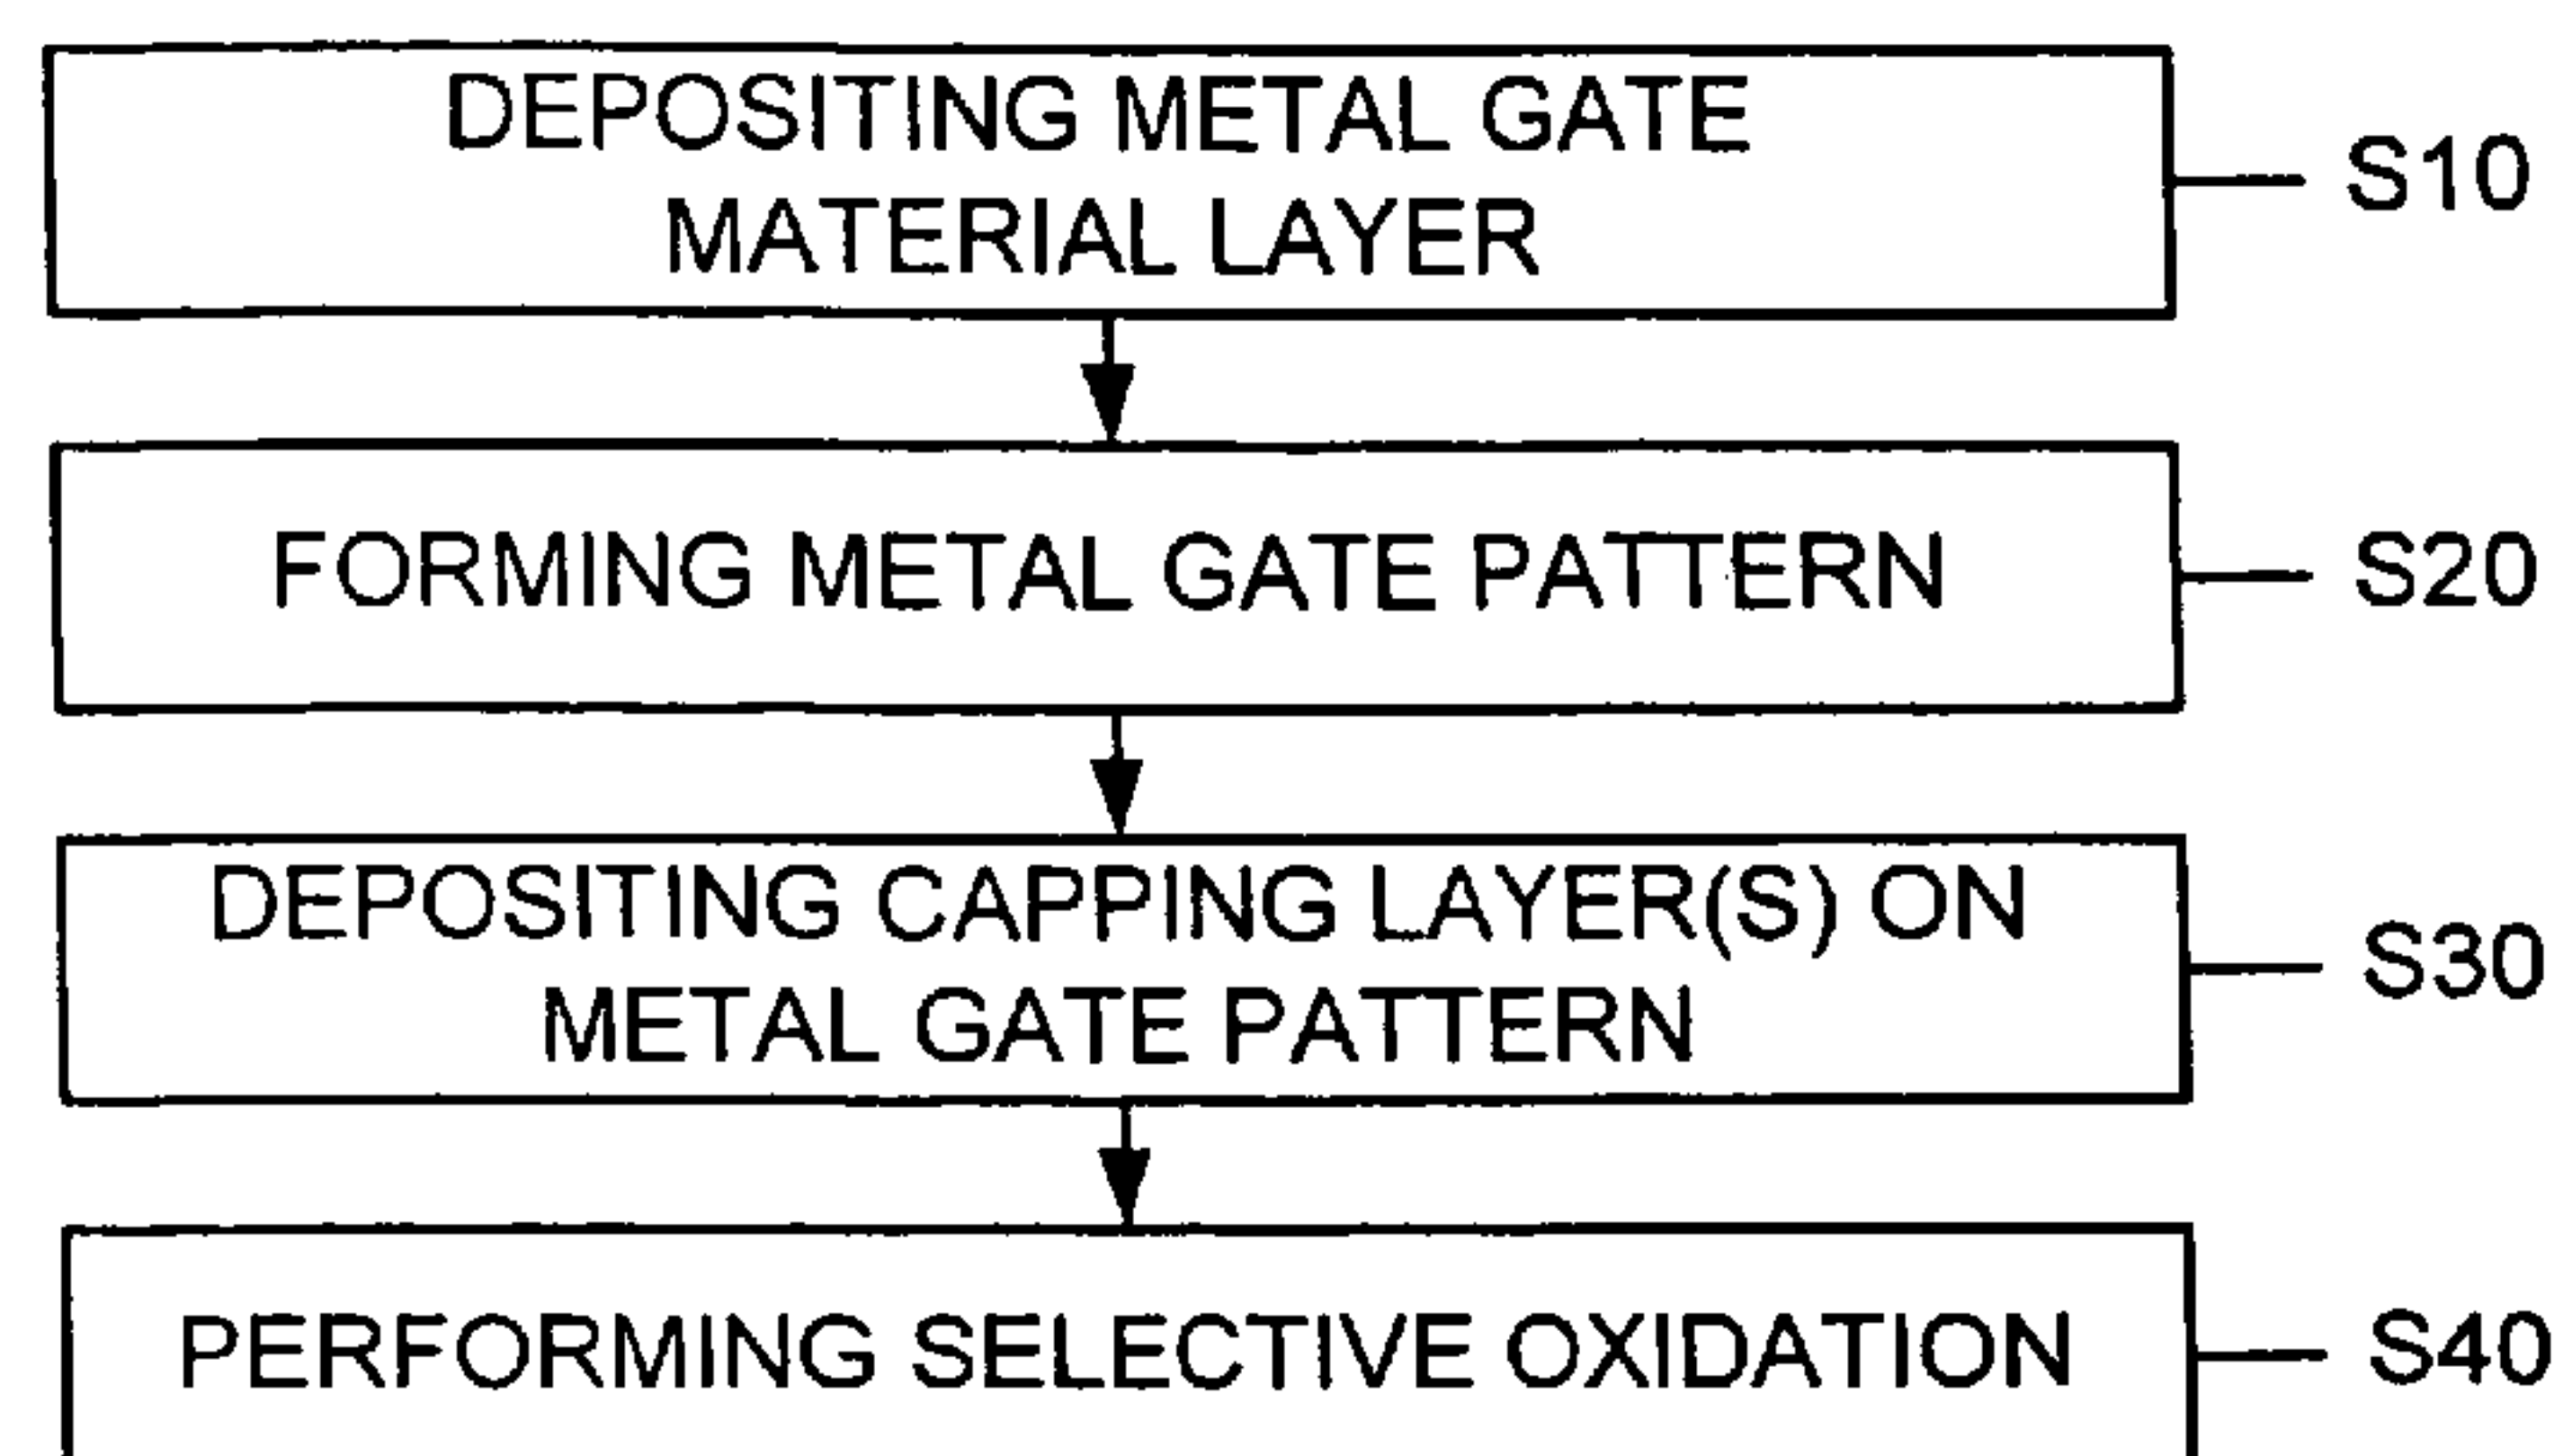 DEPOSITING METAL GATE
MATERIAL LAYER
S10
FORMING METAL GATE PATTERN
S20
DEPOSITING CAPPING LAYER(S) ON
METAL GATE PATTERN
S30
PERFORMING SELECTIVE OXIDATION
S40